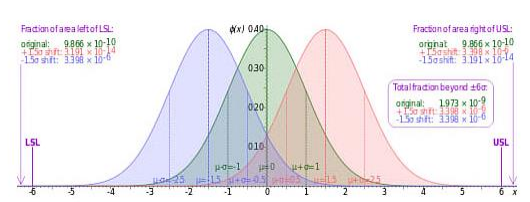 Fraction of area left of LSL:
original: 9.866 × 10-10
+1.5σ shift: 3.191 × 10-14
-1.5σ shift: 3.398 × 10-6
ϕ(x)
0.40
0.30
0.20
0.10
Fraction of area right of USL:
original: 9.866 × 10-10
+1.5σ shift: 3.398 × 10-6
-1.5σ shift: 3.191 × 10-14
Total fraction beyond ±6σ:
original: 1.973 × 10-9
+1.5σ shift: 3.398 × 10-6
-1.5σ shift: 3.398 × 10-6
LSL
USL
μ-σ=-1 μ=0 μ+σ=1
μ-σ=-2.5 μ=-1.5 μ+σ=-0.5 μ-σ=0.5 μ=1.5 μ+σ=2.5
-6 -5 -4 -3 -2 -1 0 1 2 3 4 5 6 x